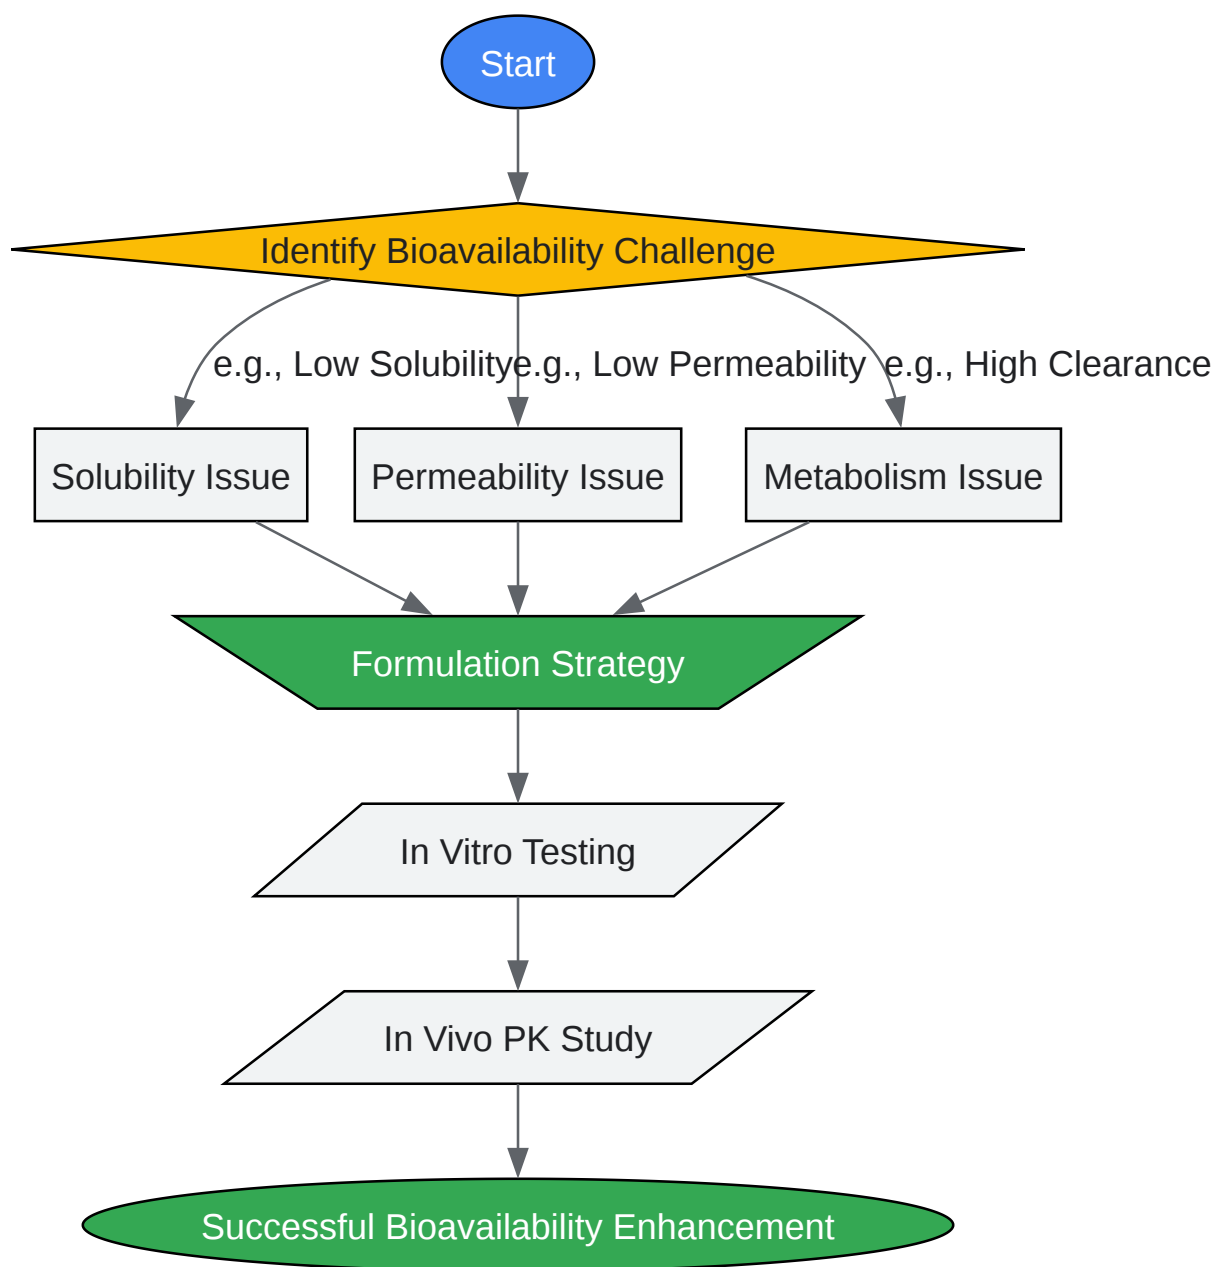 Start
Identify Bioavailability Challenge
e.g., Low Solubility
e.g., Low Permeability
e.g., High Clearance
Solubility Issue
Permeability Issue
Metabolism Issue
Formulation Strategy
In Vitro Testing
In Vivo PK Study
Successful Bioavailability Enhancement